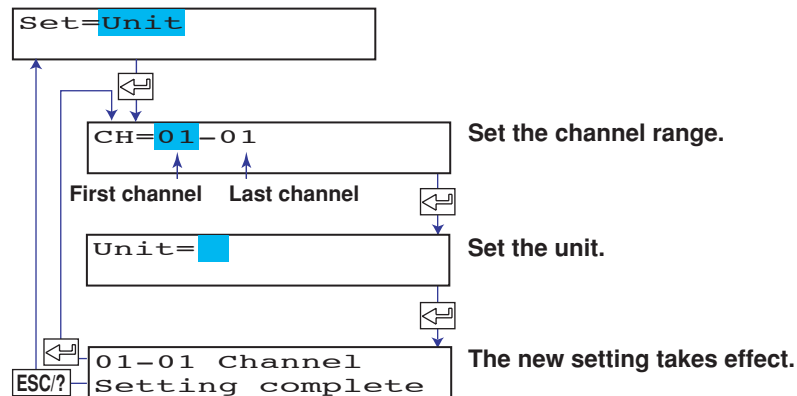 Set=Unit
CH=01-01
Set the channel range.
First channel Last channel
Unit=
Set the unit.
01-01 Channel
Setting complete
The new setting takes effect.
ESC/?